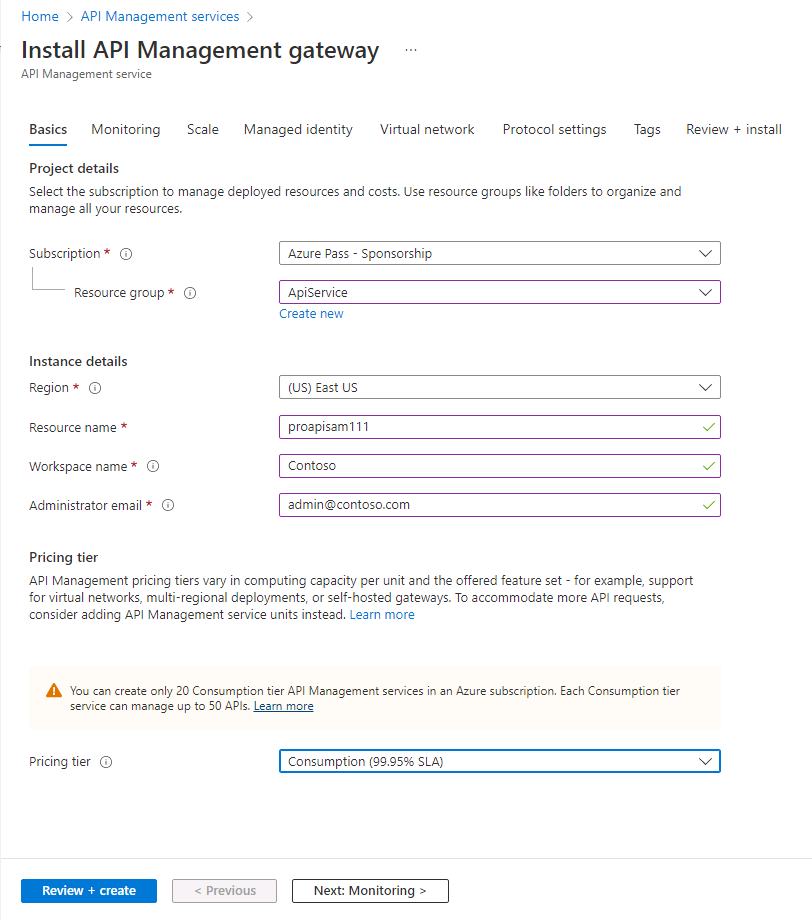 Home > API Management services >
Install API Management gateway ...
API Management service
Basics Monitoring Scale Managed identity Virtual network Protocol settings Tags Review + install
Project details
Select the subscription to manage deployed resources and costs. Use resource groups like folders to organize and
manage all your resources.
Subscription * Azure Pass - Sponsorship
Resource group * ApiService
Create new
Instance details
Region * (US) East US
Resource name * proapisam111
Workspace name * Contoso
Administrator email * admin@contoso.com
Pricing tier
API Management pricing tiers vary in computing capacity per unit and the offered feature set - for example, support
for virtual networks, multi-regional deployments, or self-hosted gateways. To accommodate more API requests,
consider adding API Management service units instead. Learn more
You can create only 20 Consumption tier API Management services in an Azure subscription. Each Consumption tier
service can manage up to 50 APIs. Learn more
Pricing tier Consumption (99.95% SLA)
Review + create < Previous Next: Monitoring >